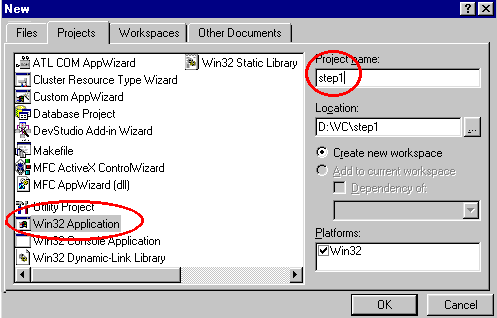 New
Files
Projects
Workspaces
Other Documents
ATL COM AppWizard
Cluster Resource Type Wizard
Custom AppWizard
Database Project
DevStudio Add-in Wizard
Makefile
MFC ActiveX ControlWizard
MFC AppWizard (dll)
Utility Project
Win32 Application
Win32 Console Application
Win32 Dynamic-Link Library
Win32 Static Library
Project name:
step1
Location:
D:\VC\step1
...
Create new workspace
Add to current workspace
Dependency of:
Platforms:
Win32
OK
Cancel